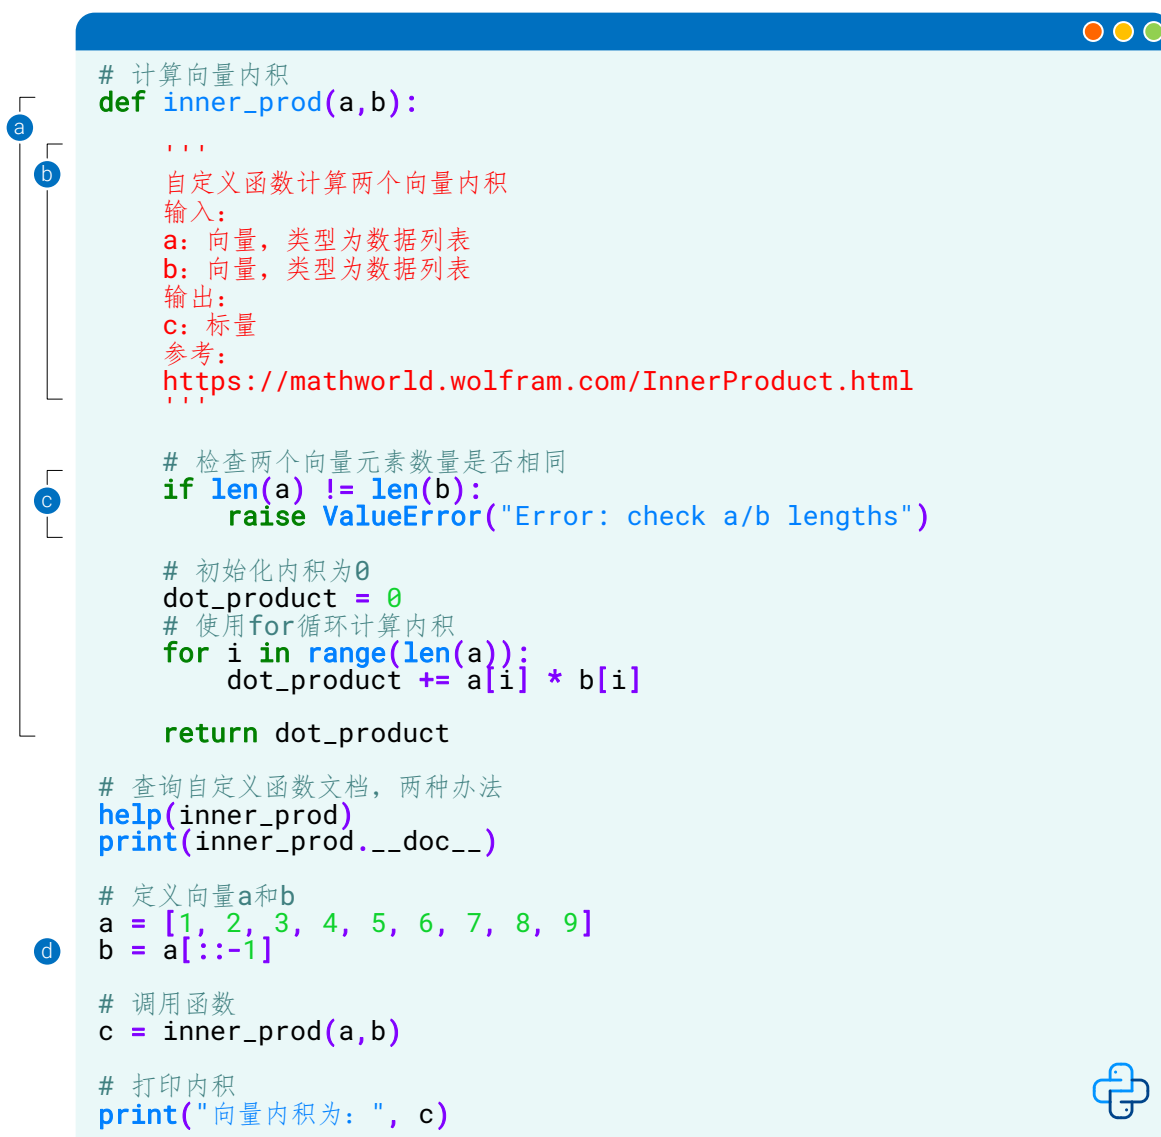 # 计算向量内积
a
def inner_prod(a,b):
b
'''
自定义函数计算两个向量内积
输入:
a: 向量, 类型为数据列表
b: 向量, 类型为数据列表
输出:
c: 标量
参考:
https://mathworld.wolfram.com/InnerProduct.html
'''
# 检查两个向量元素数量是否相同
c
if len(a) != len(b):
raise ValueError("Error: check a/b lengths")
# 初始化内积为0
dot_product = 0
# 使用for循环计算内积
for i in range(len(a)):
dot_product += a[i] * b[i]
return dot_product
# 查询自定义函数文档, 两种办法
help(inner_prod)
print(inner_prod.__doc__)
# 定义向量a和b
a = [1, 2, 3, 4, 5, 6, 7, 8, 9]
d
b = a[::-1]
# 调用函数
c = inner_prod(a,b)
# 打印内积
print("向量内积为: ", c)